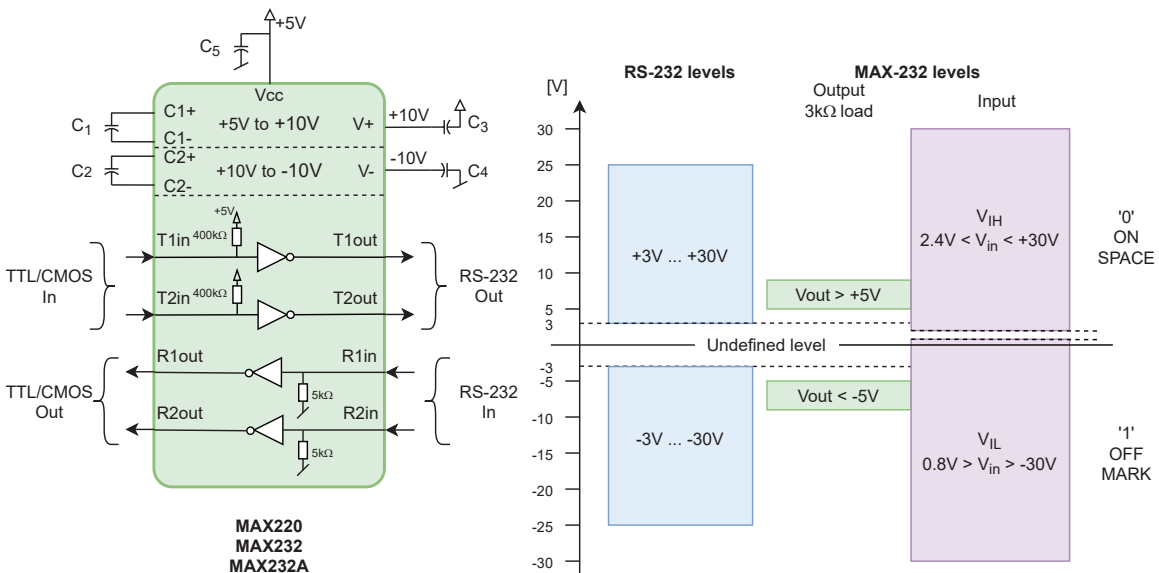 +5V
C5
Vcc
C1+
C1
+5V to +10V
V+
+10V
C3
C1-
C2+
C2
+10V to -10V
V-
-10V
C4
C2-
+5V
T1in
400kΩ
T1out
TTL/CMOS
In
RS-232
Out
T2in
400kΩ
T2out
R1out
R1in
TTL/CMOS
Out
5kΩ
RS-232
In
R2out
R2in
5kΩ
MAX220
MAX232
MAX232A
RS-232 levels
MAX-232 levels
[V]
Output
3kΩ load
Input
30
25
20
15
10
5
3
-3
-5
-10
-15
-20
-25
-30
+3V ... +30V
Vout > +5V
VIH
2.4V < Vin < +30V
'0'
ON
SPACE
Undefined level
-3V ... -30V
Vout < -5V
VIL
0.8V > Vin > -30V
'1'
OFF
MARK